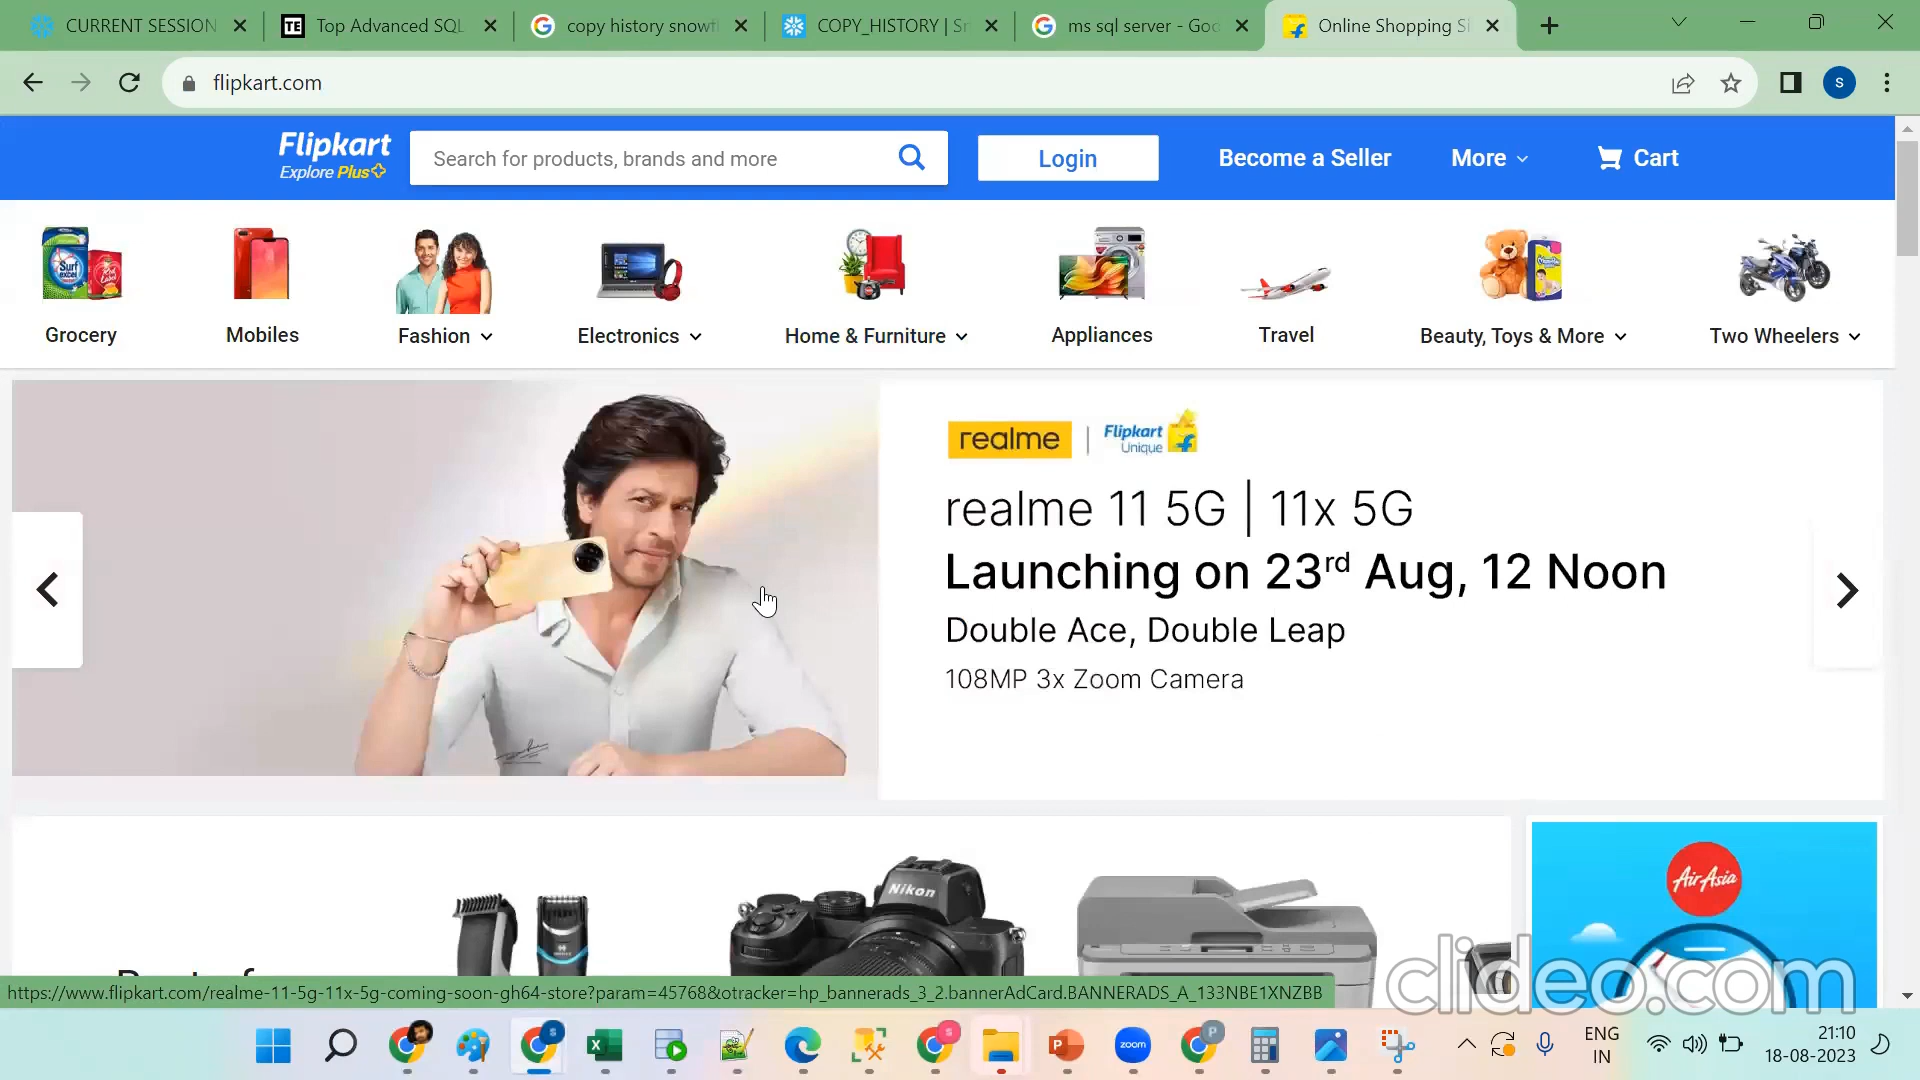 CURRENT SESSION
Top Advanced SQL
copy history snowfl
COPY_HISTORY | Sn
ms sql server - Goo
Online Shopping Si
flipkart.com
S
Flipkart
Explore Plus
Search for products, brands and more
Login
Become a Seller
More
Cart
Surf excel
Grocery
Mobiles
Fashion
Electronics
Home & Furniture
Appliances
Travel
Beauty, Toys & More
Two Wheelers
realme
Flipkart
Unique
realme 11 5G | 11x 5G
Launching on 23rd Aug, 12 Noon
Double Ace, Double Leap
108MP 3x Zoom Camera
Nikon
AirAsia
https://www.flipkart.com/realme-11-5g-11x-5g-coming-soon-gh64-store?param=45768&otracker=hp_bannerads_3_2.bannerAdCard.BANNERADS_A_133NBE1XNZBB
clideo.com
zoom
ENG
IN
21:10
18-08-2023